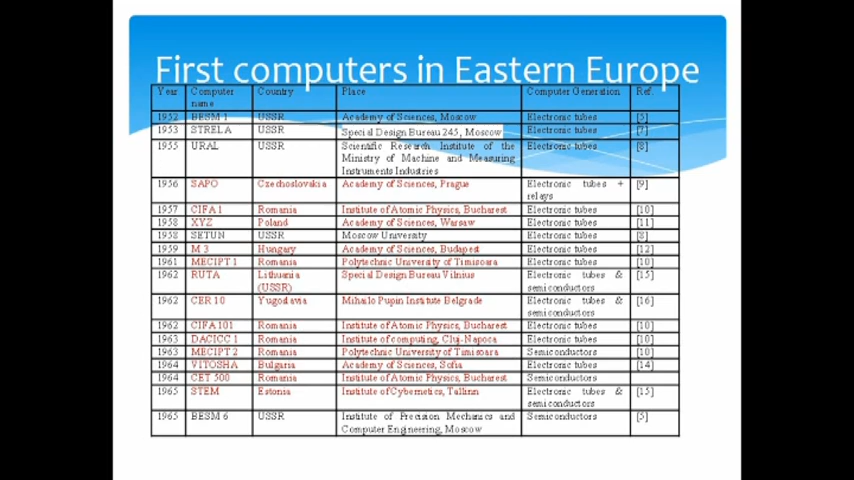 First computers in Eastern Europe
Year Computer name Country Place Computer Generation Ref.
1952 BESM 1 USSR Academy of Sciences, Moscow Electronic tubes [5]
1953 STRELA USSR Special Design Bureau 245, Moscow Electronic tubes [7]
1955 URAL USSR Scientific Research Institute of the Ministry of Machine and Measuring Instruments Industries Electronic tubes [8]
1956 SAPO Czechoslovakia Academy of Sciences, Prague Electronic tubes + relays [9]
1957 CIFA 1 Romania Institute of Atomic Physics, Bucharest Electronic tubes [10]
1958 XYZ Poland Academy of Sciences, Warsaw Electronic tubes [11]
1958 SETUN USSR Moscow University Electronic tubes [8]
1959 M 3 Hungary Academy of Sciences, Budapest Electronic tubes [12]
1961 MECIPT 1 Romania Polytechnic University of Timisoara Electronic tubes [10]
1962 RUTA Lithuania (USSR) Special Design Bureau Vilnius Electronic tubes & semiconductors [15]
1962 CER 10 Yugoslavia Mihailo Pupin Institute Belgrade Electronic tubes & semiconductors [16]
1962 CIFA 101 Romania Institute of Atomic Physics, Bucharest Electronic tubes [10]
1963 DACICC 1 Romania Institute of computing, Cluj-Napoca Electronic tubes [10]
1963 MECIPT 2 Romania Polytechnic University of Timisoara Semiconductors [10]
1964 VITOSHA Bulgaria Academy of Sciences, Sofia Electronic tubes [14]
1964 CET 500 Romania Institute of Atomic Physics, Bucharest Semiconductors
1965 STEM Estonia Institute of Cybernetics, Tallinn Electronic tubes & semiconductors [15]
1965 BESM 6 USSR Institute of Precision Mechanics and Computer Engineering, Moscow Semiconductors [5]